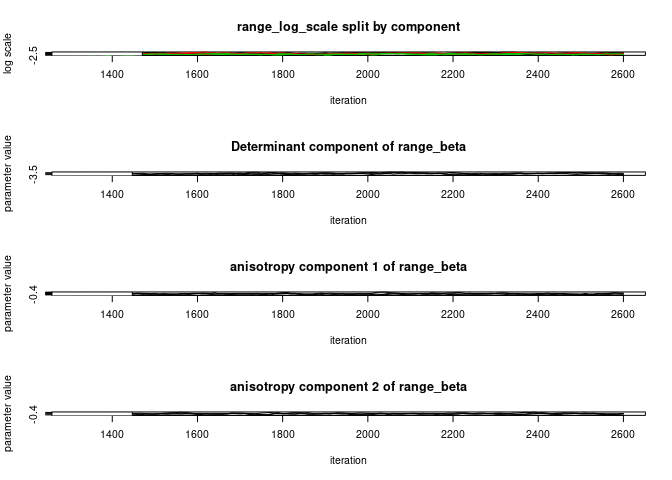 range_log_scale split by component
log scale
-2.5
1400 1600 1800 2000 2200 2400 2600
iteration
Determinant component of range_beta
parameter value
-3.5
1400 1600 1800 2000 2200 2400 2600
iteration
anisotropy component 1 of range_beta
parameter value
-0.4
1400 1600 1800 2000 2200 2400 2600
iteration
anisotropy component 2 of range_beta
parameter value
-0.4
1400 1600 1800 2000 2200 2400 2600
iteration